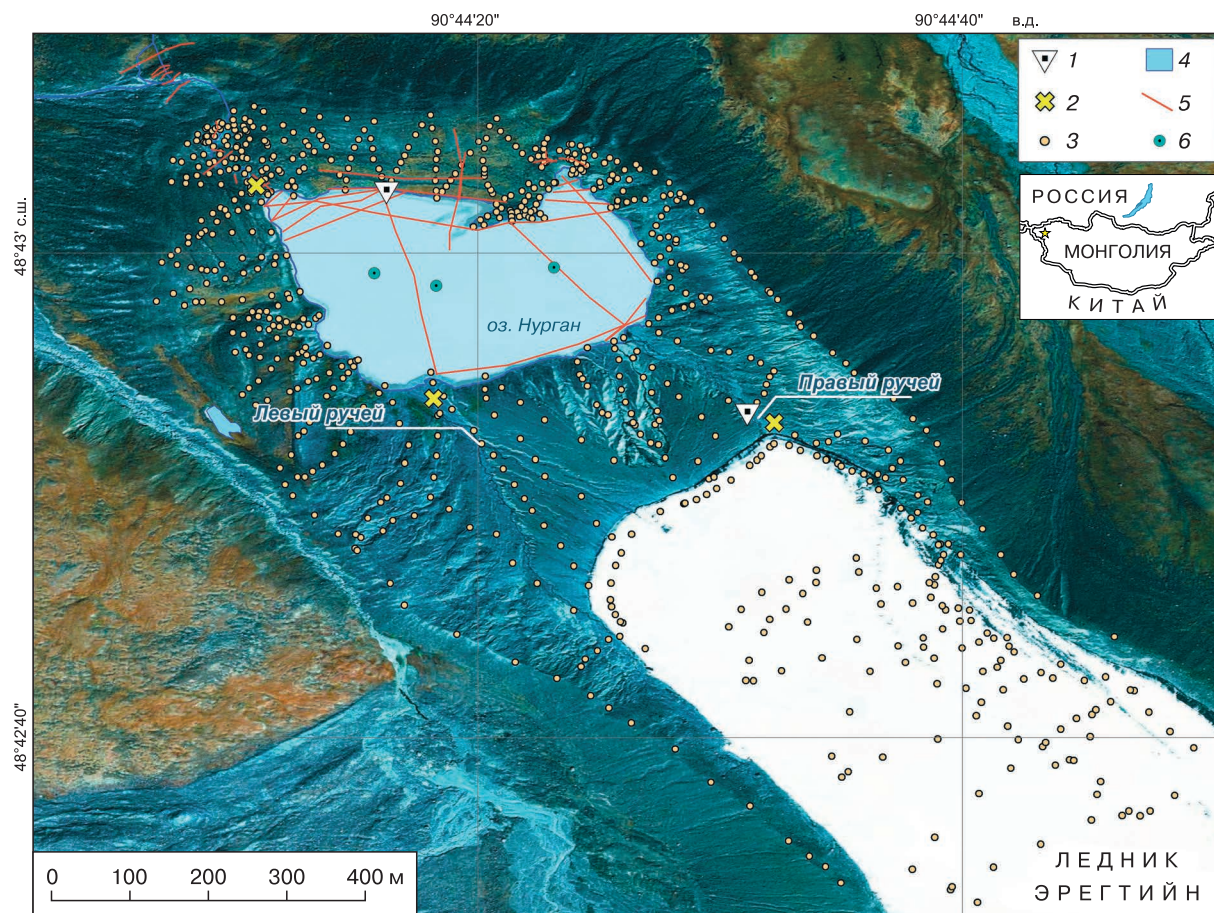 90°44'20"
90°44'40"
в.д.
1
4
2
5
3
6
РОССИЯ
МОНГОЛИЯ
КИТАЙ
48°43' с.ш.
оз. Нурган
Правый ручей
Левый ручей
48°42'40"
0 100 200 300 400 м
ЛЕДНИК
ЭРЕГТИЙН